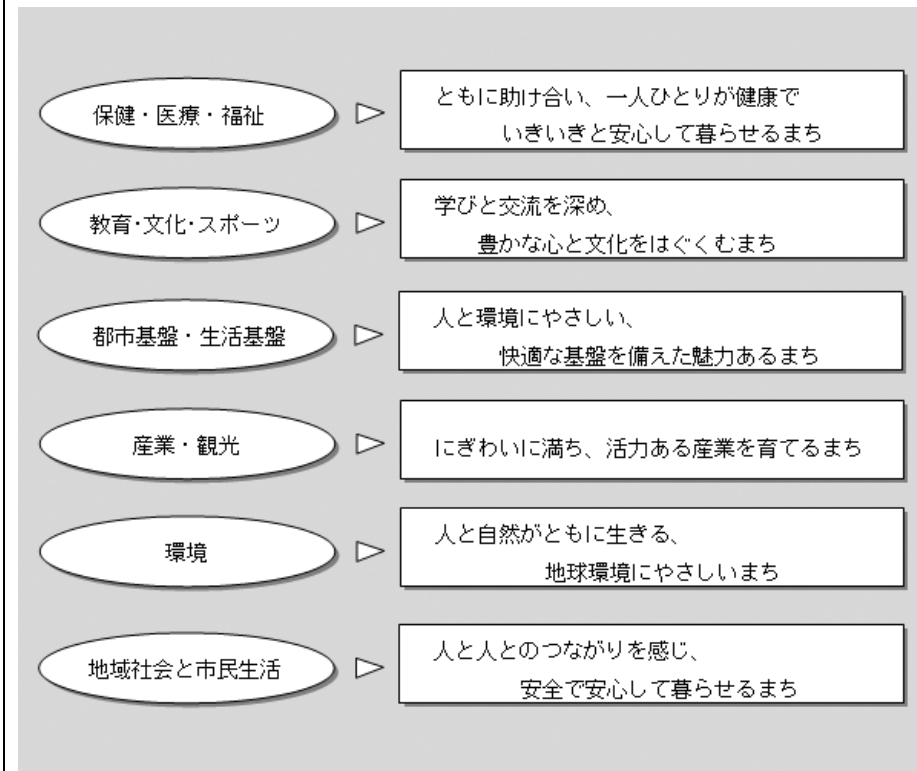 保健・医療・福祉
ともに助け合い、一人ひとりが健康で
いきいきと安心して暮らせるまち
教育・文化・スポーツ
学びと交流を深め、
豊かな心と文化をはぐくむまち
都市基盤・生活基盤
人と環境にやさしい、
快適な基盤を備えた魅力あるまち
産業・観光
にぎわいに満ち、活力ある産業を育てるまち
環境
人と自然がともに生きる、
地球環境にやさしいまち
地域社会と市民生活
人と人とのつながりを感じ、
安全で安心して暮らせるまち